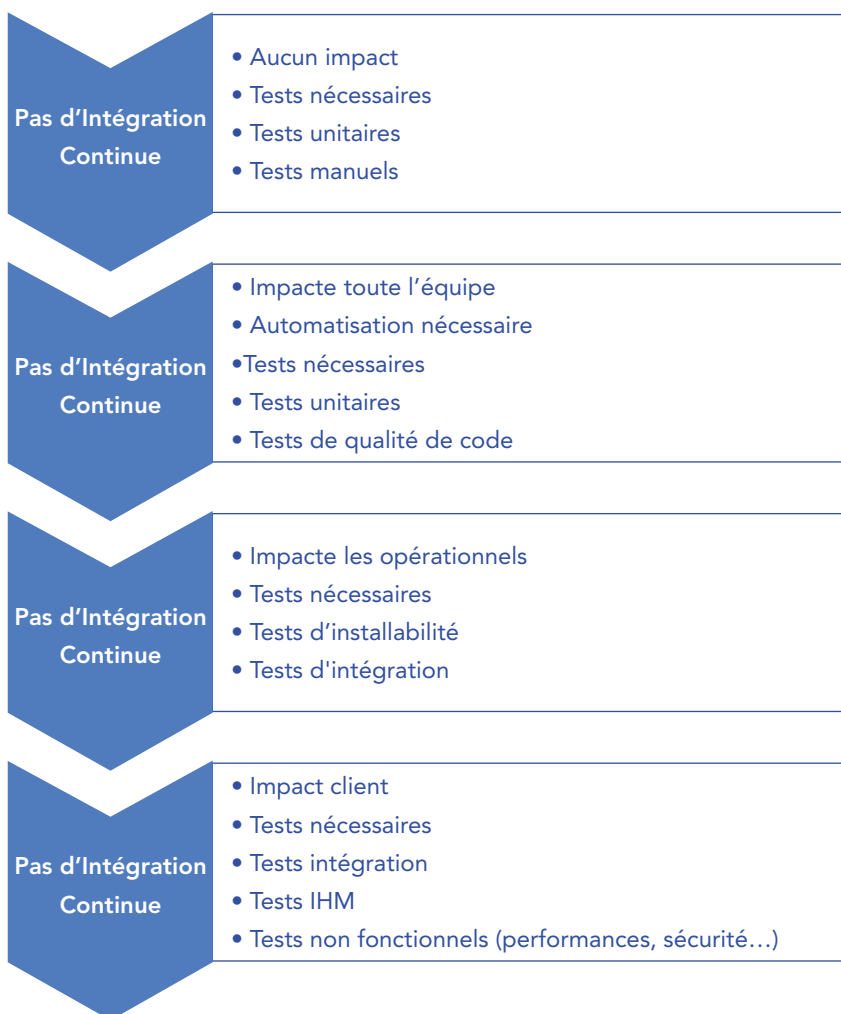 Pas d’Intégration
Continue
• Aucun impact
• Tests nécessaires
• Tests unitaires
• Tests manuels
Pas d’Intégration
Continue
• Impacte toute l’équipe
• Automatisation nécessaire
•Tests nécessaires
• Tests unitaires
• Tests de qualité de code
Pas d’Intégration
Continue
• Impacte les opérationnels
• Tests nécessaires
• Tests d’installabilité
• Tests d'intégration
Pas d’Intégration
Continue
• Impact client
• Tests nécessaires
• Tests intégration
• Tests IHM
• Tests non fonctionnels (performances, sécurité…)